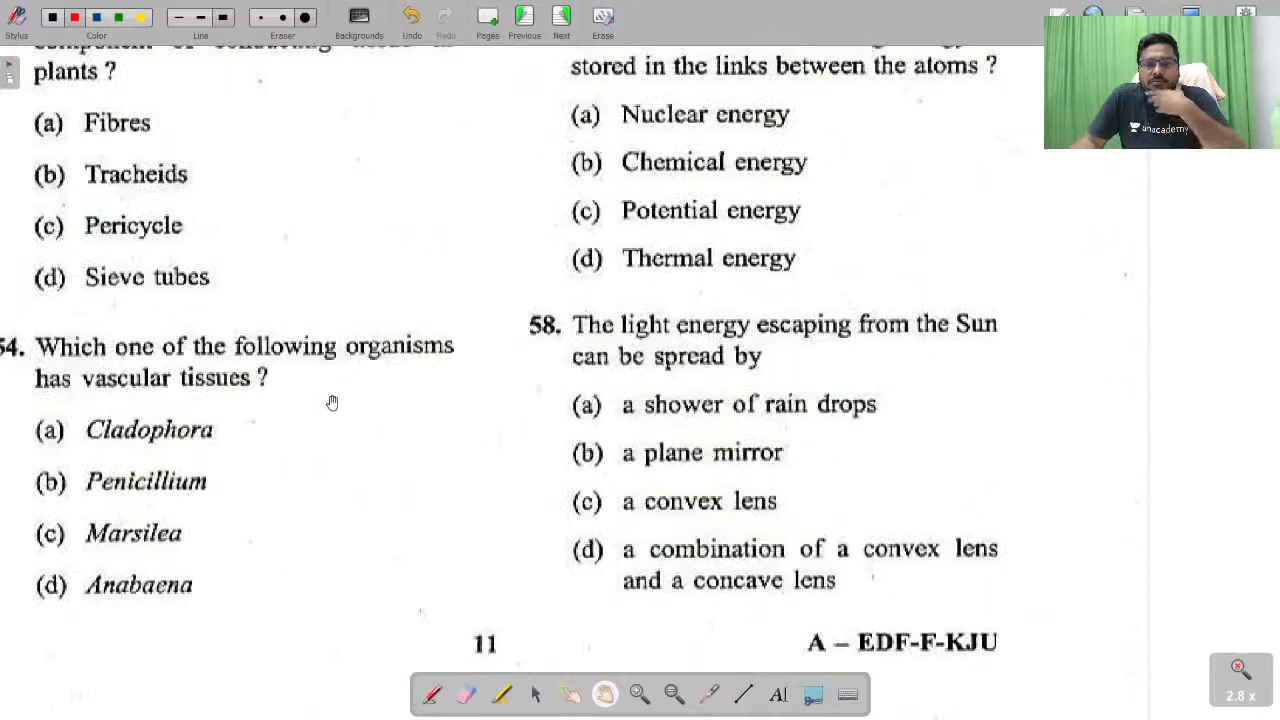 Stylus
Color
Line
Eraser
Backgrounds
Undo
Redo
Pages
Previous
Next
Erase
unacademy
plants ?
(a) Fibres
(b) Tracheids
(c) Pericycle
(d) Sieve tubes
54. Which one of the following organisms
has vascular tissues ?
(a) Cladophora
(b) Penicillium
(c) Marsilea
(d) Anabaena
stored in the links between the atoms ?
(a) Nuclear energy
(b) Chemical energy
(c) Potential energy
(d) Thermal energy
58. The light energy escaping from the Sun
can be spread by
(a) a shower of rain drops
(b) a plane mirror
(c) a convex lens
(d) a combination of a convex lens
and a concave lens
11
A – EDF-F-KJU
AI
2.8 x